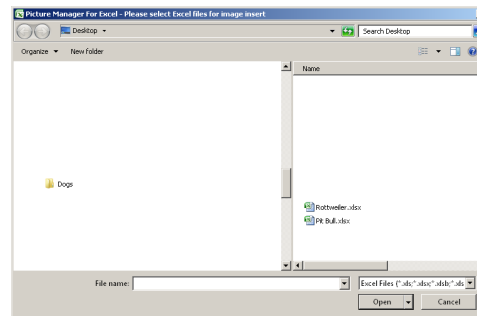 Picture Manager For Excel - Please select Excel files for image insert
Desktop
Search Desktop
Organize
New folder
Name
Dogs
Rottweiler.xlsx
Pit Bull.xlsx
File name:
Excel Files (*.xls;*.xlsx;*.xlsb;*.xls
Open
Cancel